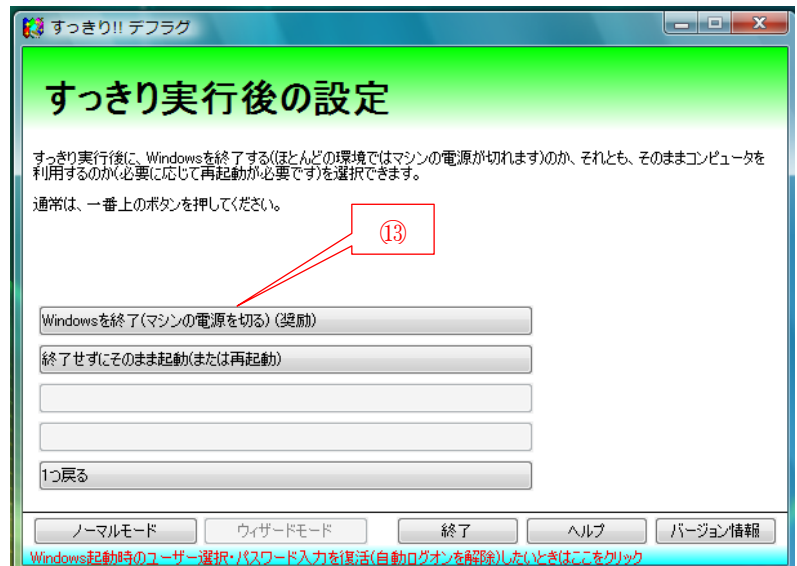 すっきり!! デフラグ
すっきり実行後の設定
すっきり実行後に、Windowsを終了する(ほとんどの環境ではマシンの電源が切れます)のか、それとも、そのままコンピュータを
利用するのか(必要に応じて再起動が必要です)を選択できます。
通常は、一番上のボタンを押してください。
⑬
Windowsを終了(マシンの電源を切る) (奨励)
終了せずにそのまま起動(または再起動)
1つ戻る
ノーマルモード ウィザードモード 終了 ヘルプ バージョン情報
Windows起動時のユーザー選択・パスワード入力を復活(自動ログオンを解除)したいときはここをクリック